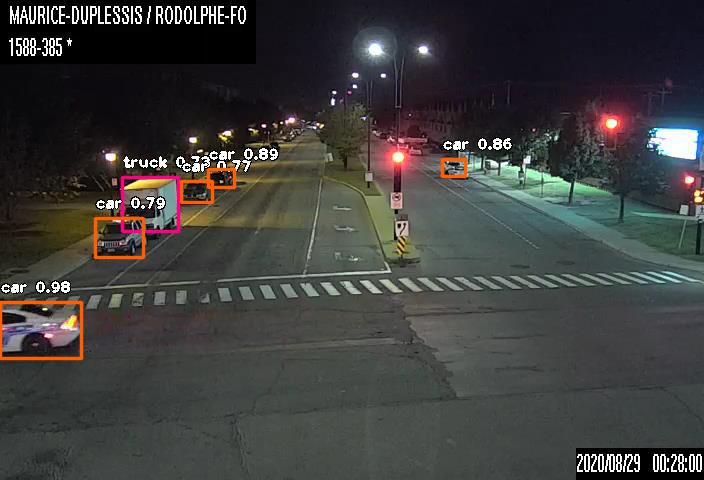 MAURICE-DUPLESSIS / RODOLPHE-FO
1588-385 *
car 0.86
car 0.89
truck 0.73
car 0.77
car 0.79
car 0.98
2020/08/29 00:28:00